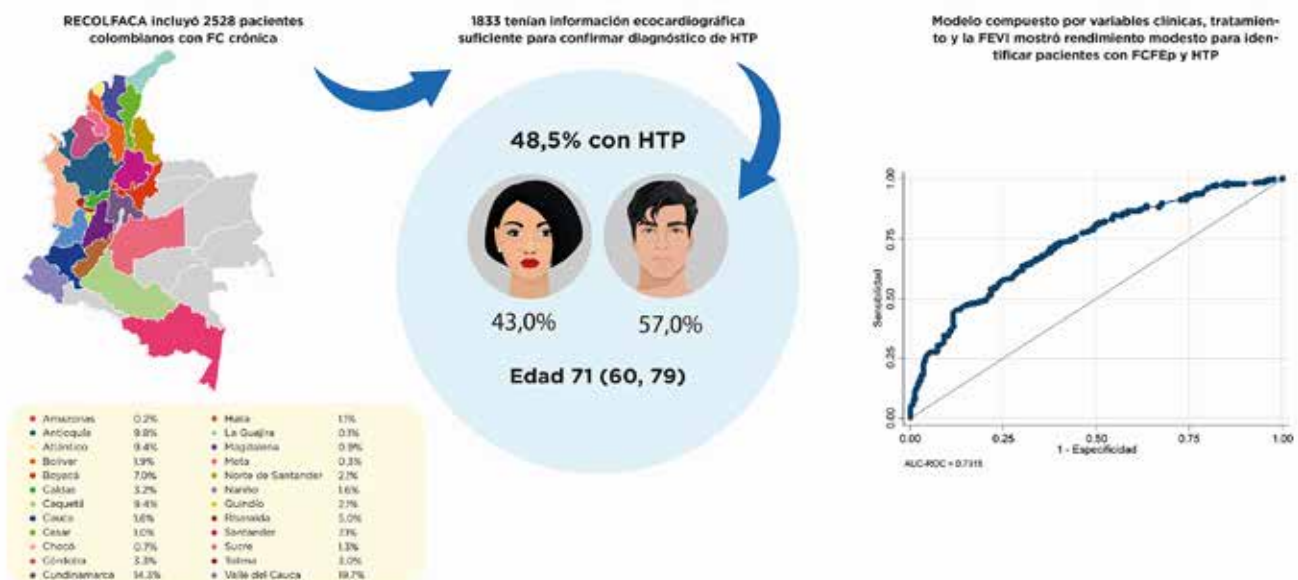 RECOLFACA incluyó 2528 pacientes
colombianos con FC crónica
1833 tenían información ecocardiográfica
suficiente para confirmar diagnóstico de HTP
Modelo compuesto por variables clínicas, tratamien-
to y la FEVI mostró rendimiento modesto para iden-
tificar pacientes con FCFEp y HTP
48,5% con HTP
43,0%
57,0%
Edad 71 (60, 79)
Amazonas 0.2%
Antioquia 9.8%
Atlántico 9.4%
Bolívar 1.9%
Boyacá 7.0%
Caldas 3.2%
Caquetá 9.4%
Cauca 1.6%
Cesar 1.0%
Chocó 0.7%
Córdoba 3.3%
Cundinamarca 14.3%
Huila 1.1%
La Guajira 0.1%
Magdalena 0.9%
Meta 0.3%
Norte de Santander 2.1%
Nariño 1.6%
Quindío 2.1%
Risaralda 5.0%
Santander
Sucre 1.3%
Tolima 3.0%
Valle del Cauca 19.7%
Sensibilidad
1.00
0.75
0.50
0.25
0.00
0.00 0.25 0.50 0.75 1.00
1 - Especificidad